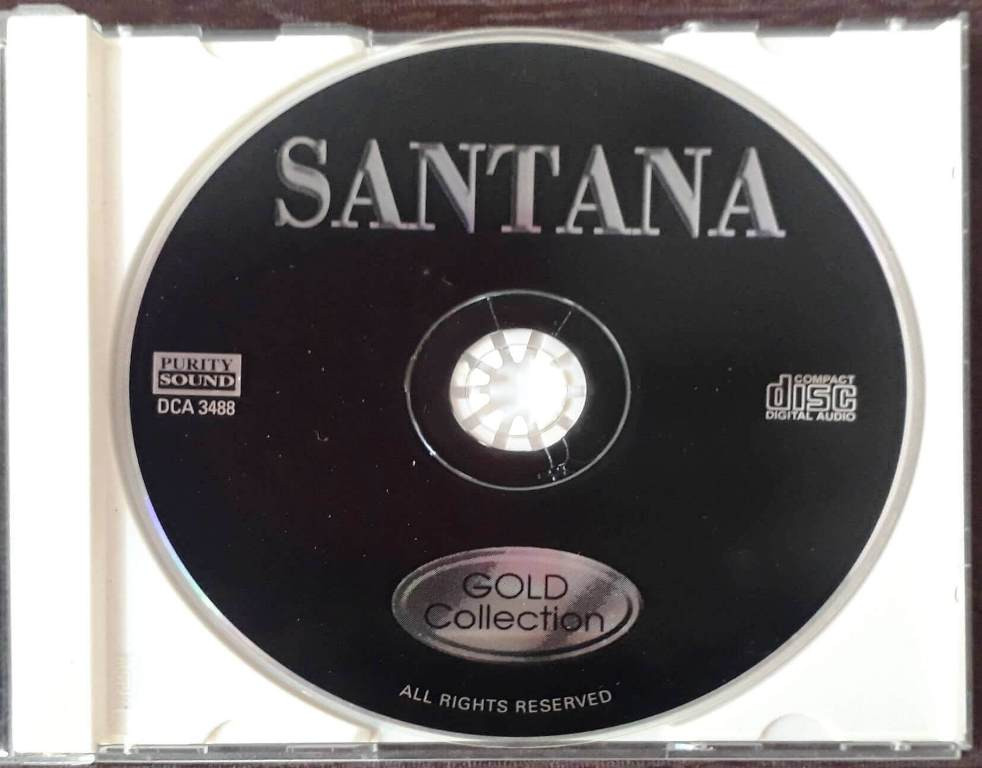 SANTANA
PURITY
SOUND
DCA 3488
COMPACT
disc
DIGITAL AUDIO
GOLD
Collection
ALL RIGHTS RESERVED